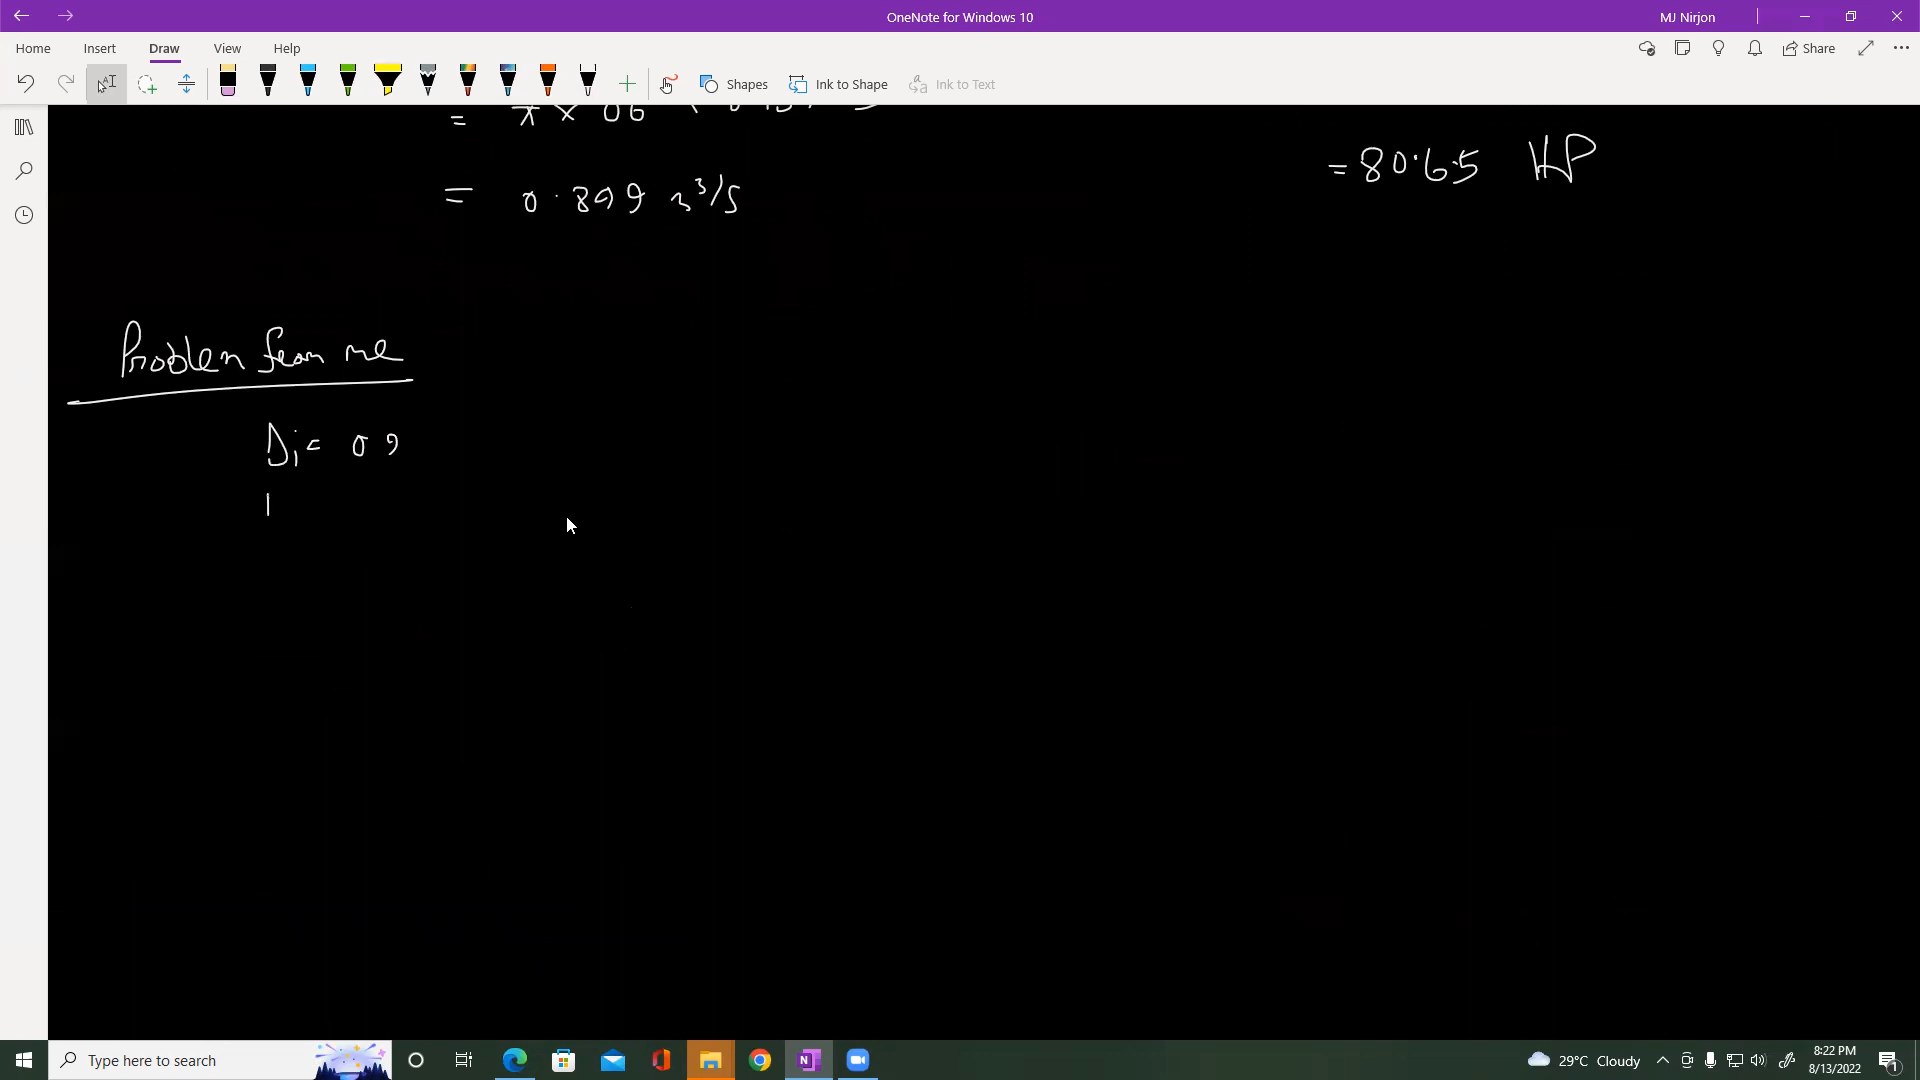 OneNote for Windows 10
MJ Nirjon
Home Insert Draw View Help
Share
Shapes
Ink to Shape
Ink to Text
= 80.65 HP
= 0.899 m³/s
Problem from me
D₁ = 0 9
Type here to search
29°C Cloudy
8:22 PM
8/13/2022
1